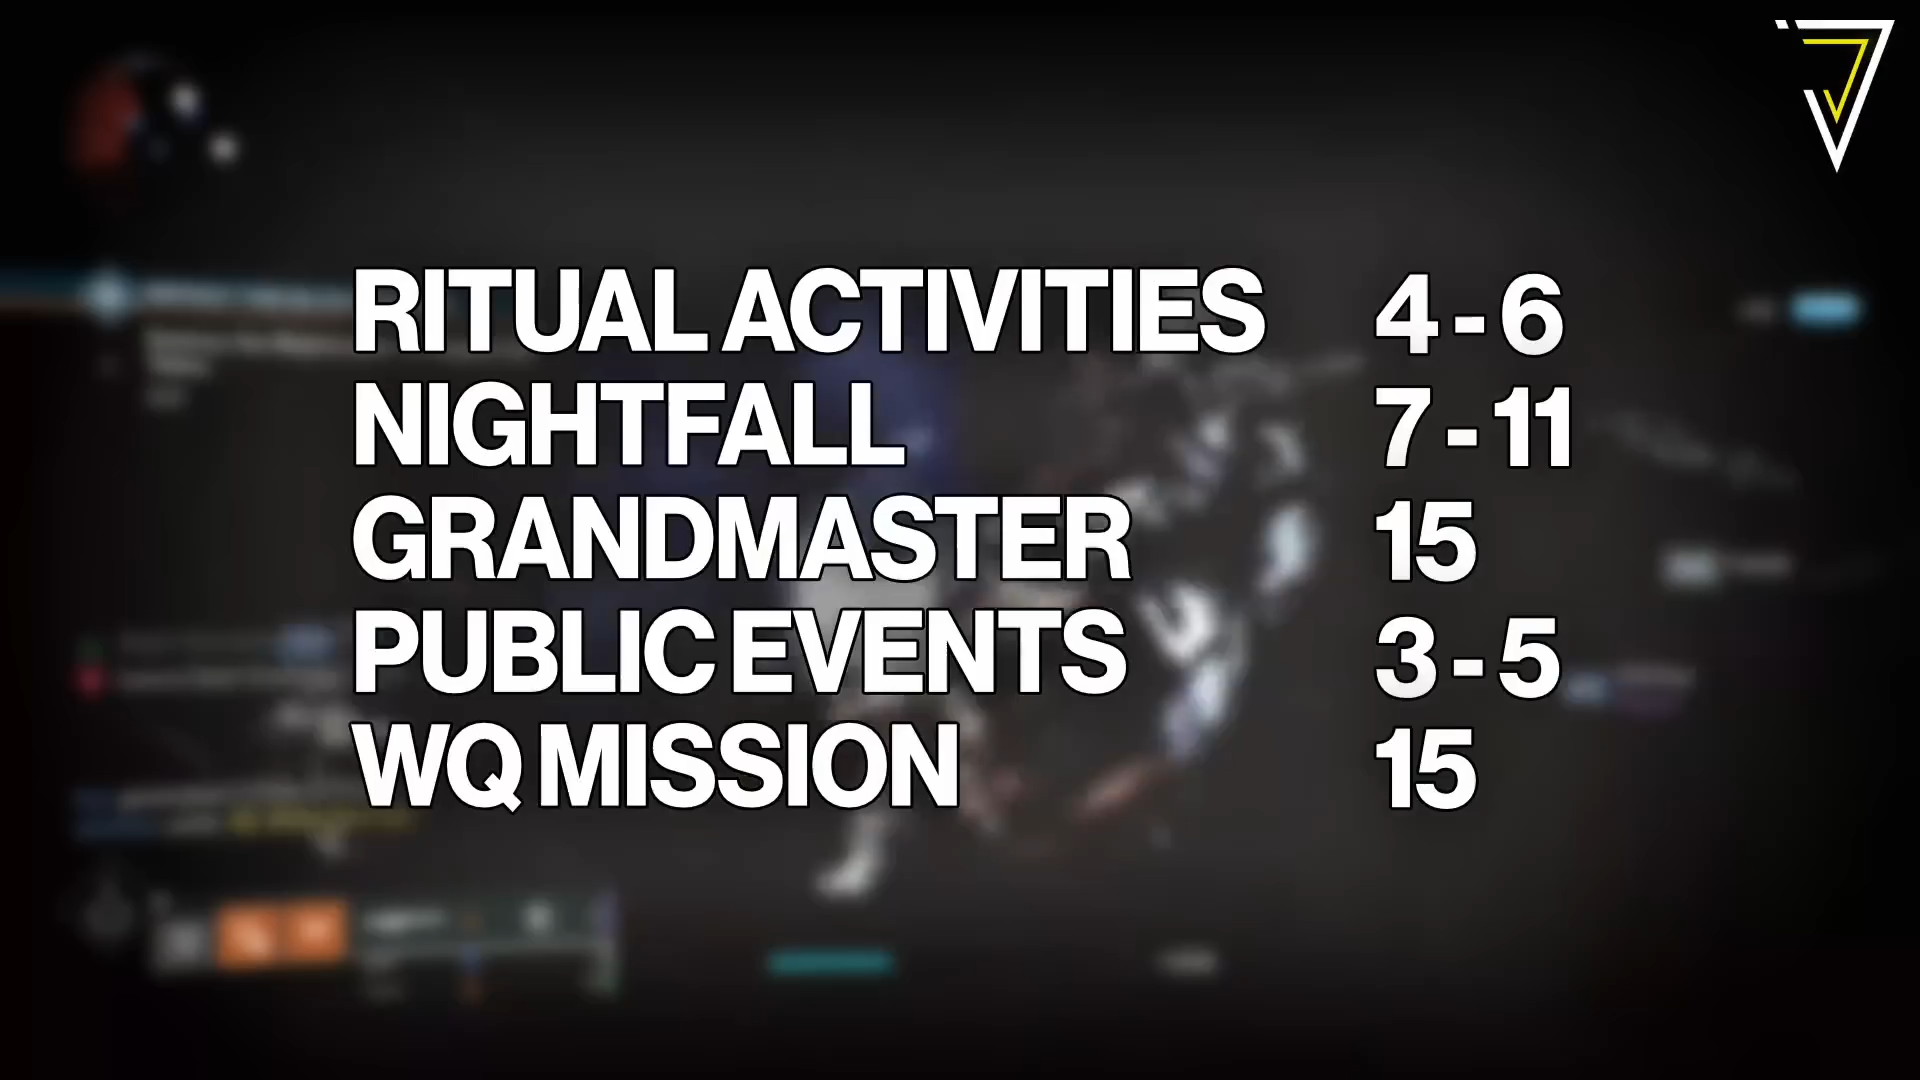 RITUAL ACTIVITIES 4 - 6
NIGHTFALL 7 - 11
GRANDMASTER 15
PUBLIC EVENTS 3 - 5
WQ MISSION 15